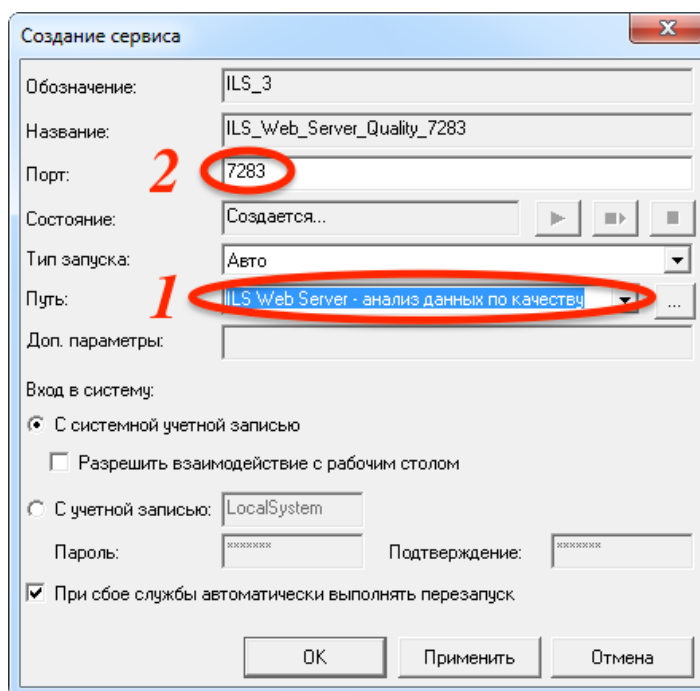 Создание сервиса
Обозначение: ILS_3
Название: ILS_Web_Server_Quality_7283
2
Порт: 7283
Состояние: Создается...
Тип запуска: Авто
1
Путь: ILS Web Server - анализ данных по качеству ...
Доп. параметры:
Вход в систему:
С системной учетной записью
Разрешить взаимодействие с рабочим столом
С учетной записью: LocalSystem
Пароль: ******* Подтверждение: *******
При сбое службы автоматически выполнять перезапуск
OK Применить Отмена